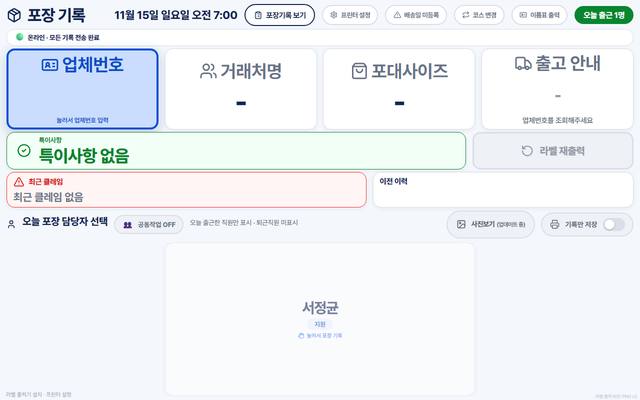 포장 기록
11월 15일 일요일 오전 7:00
포장기록 보기
프린터 설정
배송일 미등록
코스 변경
이름표 출력
오늘 출근 1명
온라인 · 모든 기록 전송 완료
업체번호
눌러서 업체번호 입력
거래처명
-
포대사이즈
-
출고 안내
-
업체번호를 조회해주세요
특이사항
특이사항 없음
라벨 재출력
최근 클레임
최근 클레임 없음
이전 이력
오늘 포장 담당자 선택
공동작업 OFF
오늘 출근한 직원만 표시 · 퇴근직원 미표시
사진보기 (업데이트 중)
기록만 저장
서정균
지원
눌러서 포장 기록
라벨 출력기 설치 · 프린터 설정